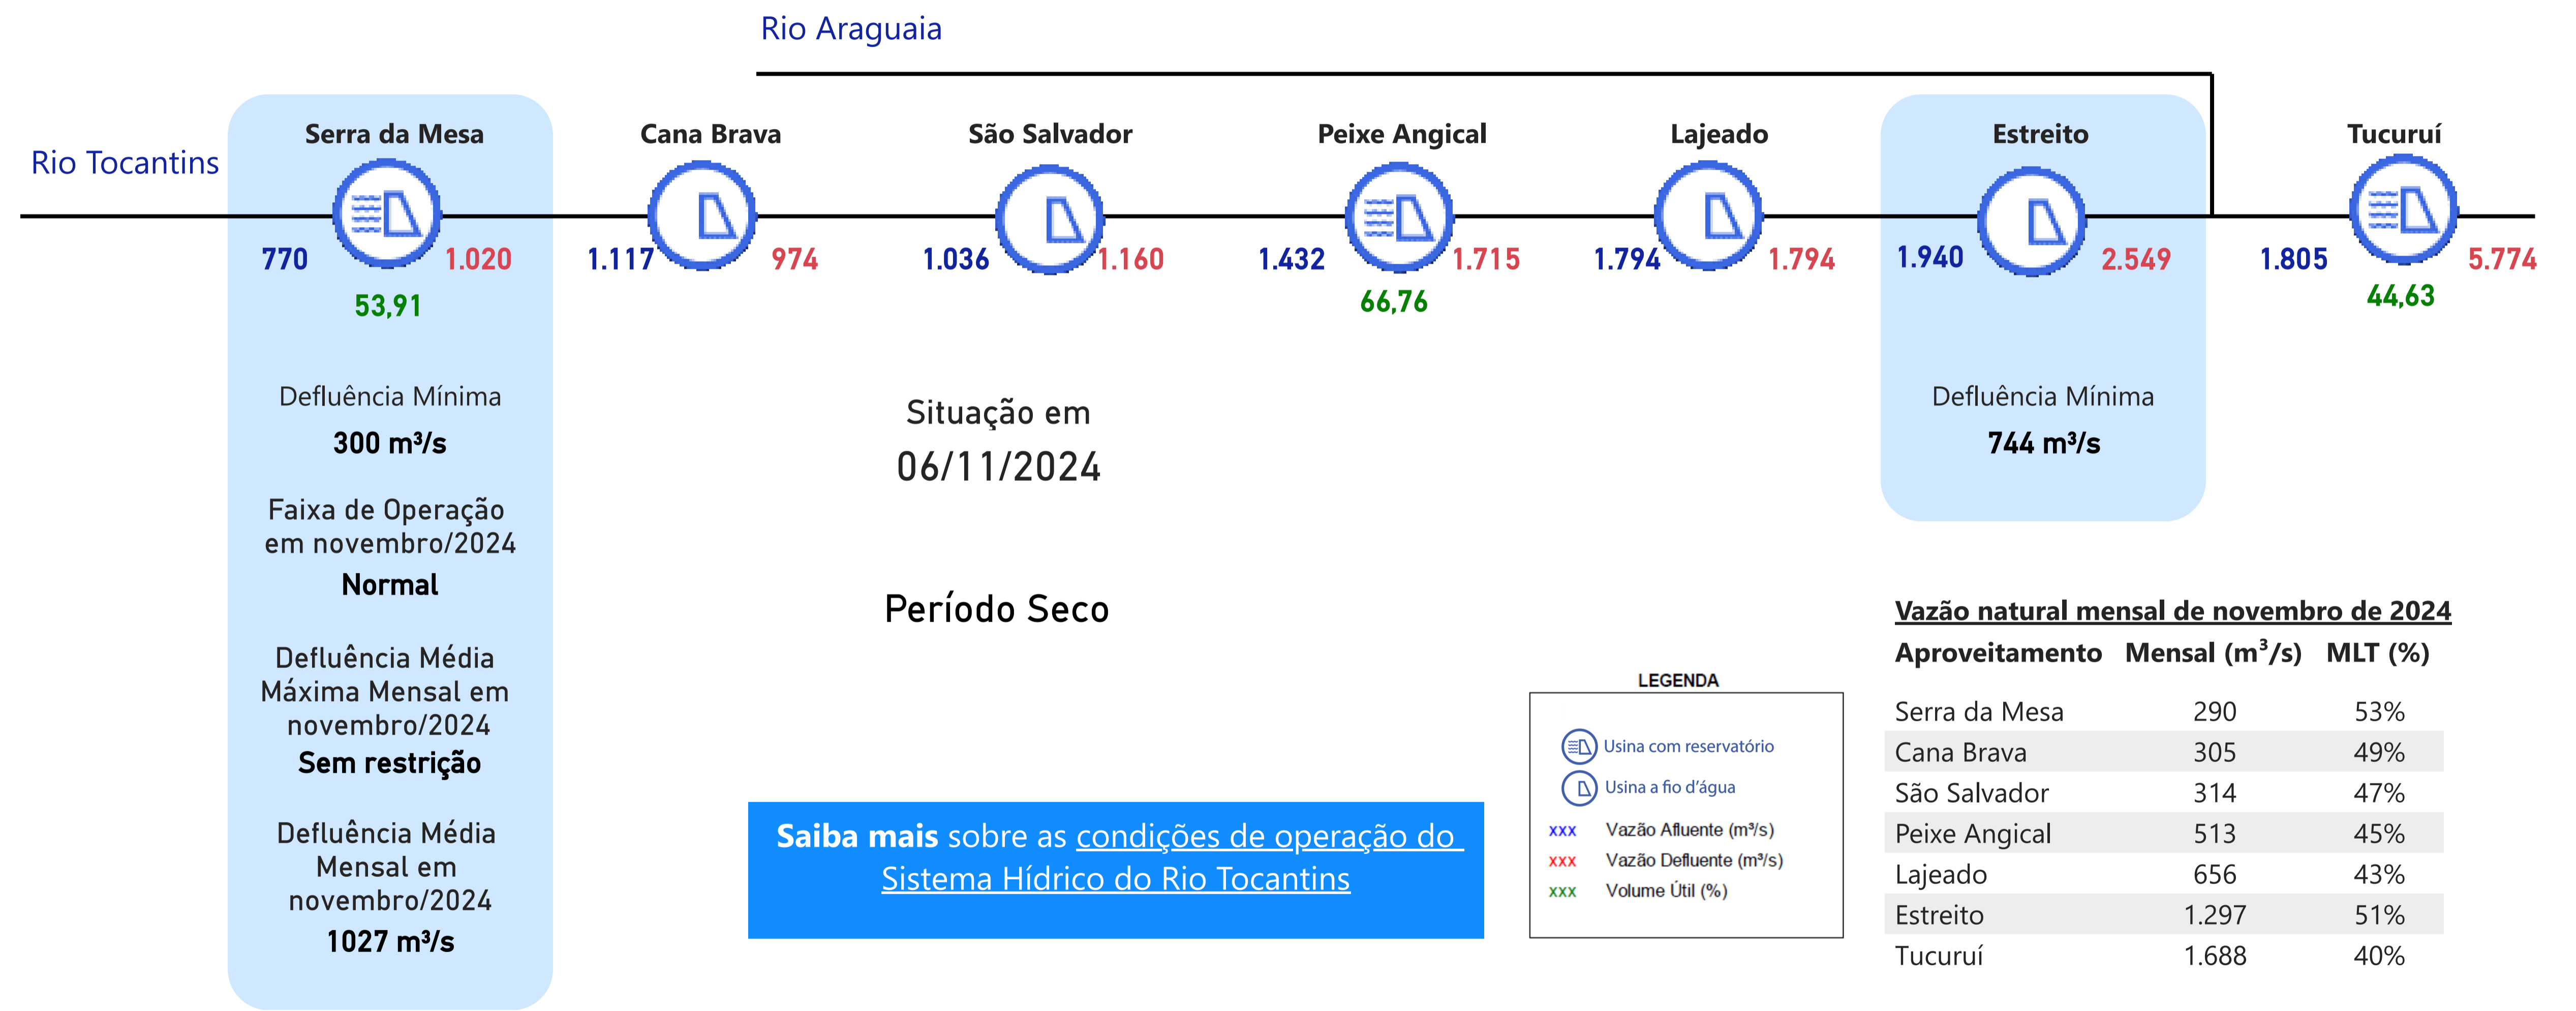 Rio Araguaia
Rio Tocantins
Serra da Mesa
Cana Brava
São Salvador
Peixe Angical
Lajeado
Estreito
Tucuruí
770
1.020
1.117
974
1.036
1.160
1.432
1.715
1.794
1.794
1.940
2.549
1.805
5.774
53,91
66,76
44,63
Defluência Mínima
300 m³/s
Faixa de Operação
em novembro/2024
Normal
Defluência Média
Máxima Mensal em
novembro/2024
Sem restrição
Defluência Média
Mensal em
novembro/2024
1027 m³/s
Situação em
06/11/2024
Período Seco
Saiba mais sobre as condições de operação do
Sistema Hídrico do Rio Tocantins
Defluência Mínima
744 m³/s
LEGENDA
Usina com reservatório
Usina a fio d'água
xxx Vazão Afluente (m³/s)
xxx Vazão Defluente (m³/s)
xxx Volume Útil (%)
Vazão natural mensal de novembro de 2024
Aproveitamento Mensal (m³/s) MLT (%)
Serra da Mesa 290 53%
Cana Brava 305 49%
São Salvador 314 47%
Peixe Angical 513 45%
Lajeado 656 43%
Estreito 1.297 51%
Tucuruí 1.688 40%